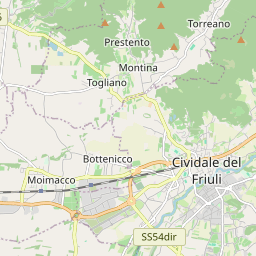 Torreano
Prestento
Montina
Togliano
Bottenicco
Cividale del
Friuli
Moimacco
SS54dir